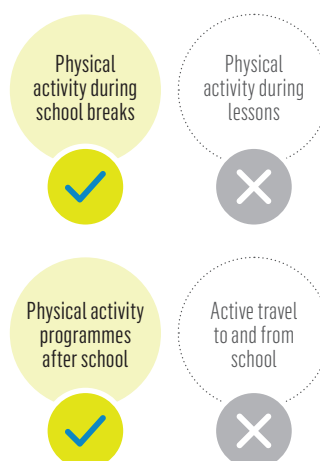 Physical
activity during
school breaks
Physical
activity during
lessons
Physical activity
programmes
after school
Active travel
to and from
school